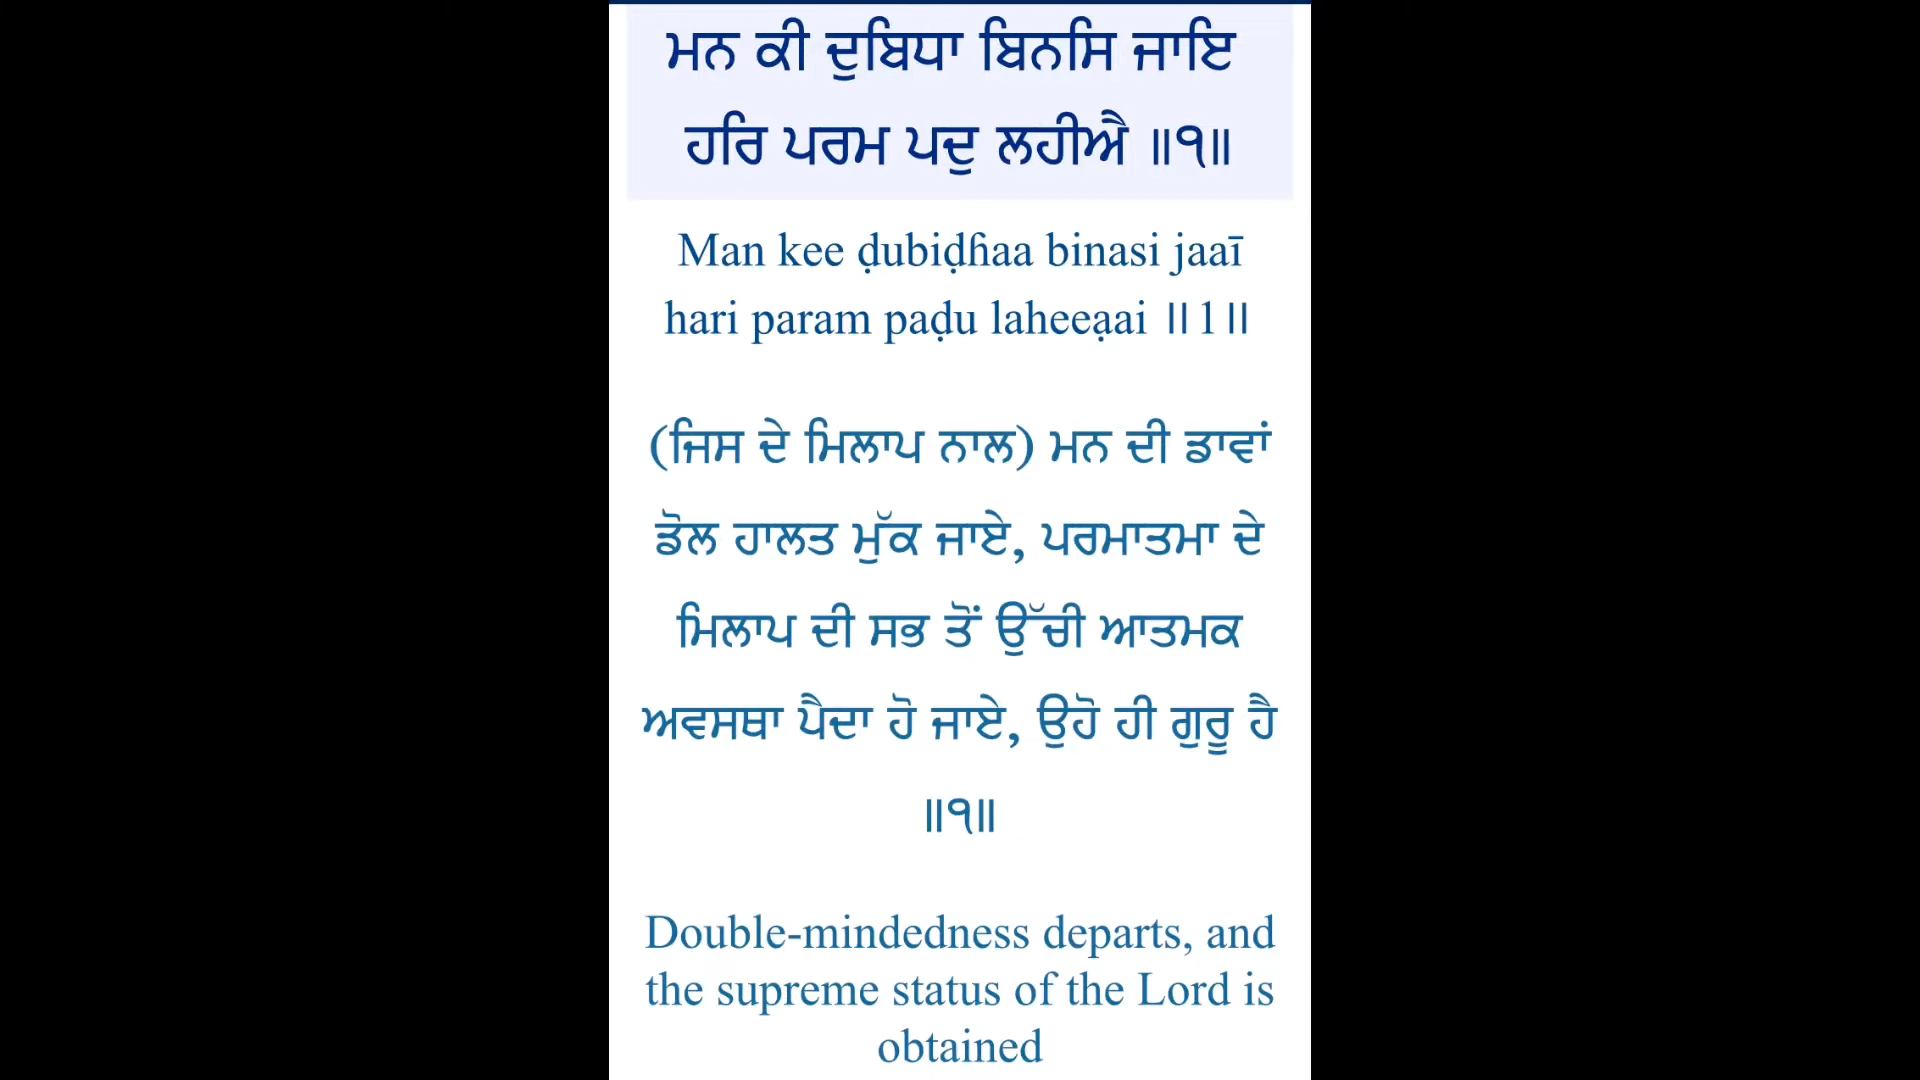 ਮਨ ਕੀ ਦੁਬਿਧਾ ਬਿਨਸਿ ਜਾਇ
ਹਰਿ ਪਰਮ ਪਦੁ ਲਹੀਐ ॥੧॥
Man kee ḍubiḍɦaa binasi jaaī
hari param paḍu laheeạai ॥1॥
(ਜਿਸ ਦੇ ਮਿਲਾਪ ਨਾਲ) ਮਨ ਦੀ ਡਾਵਾਂ
ਡੋਲ ਹਾਲਤ ਮੁੱਕ ਜਾਏ, ਪਰਮਾਤਮਾ ਦੇ
ਮਿਲਾਪ ਦੀ ਸਭ ਤੋਂ ਉੱਚੀ ਆਤਮਕ
ਅਵਸਥਾ ਪੈਦਾ ਹੋ ਜਾਏ, ਉਹੋ ਹੀ ਗੁਰੂ ਹੈ
॥੧॥
Double-mindedness departs, and
the supreme status of the Lord is
obtained